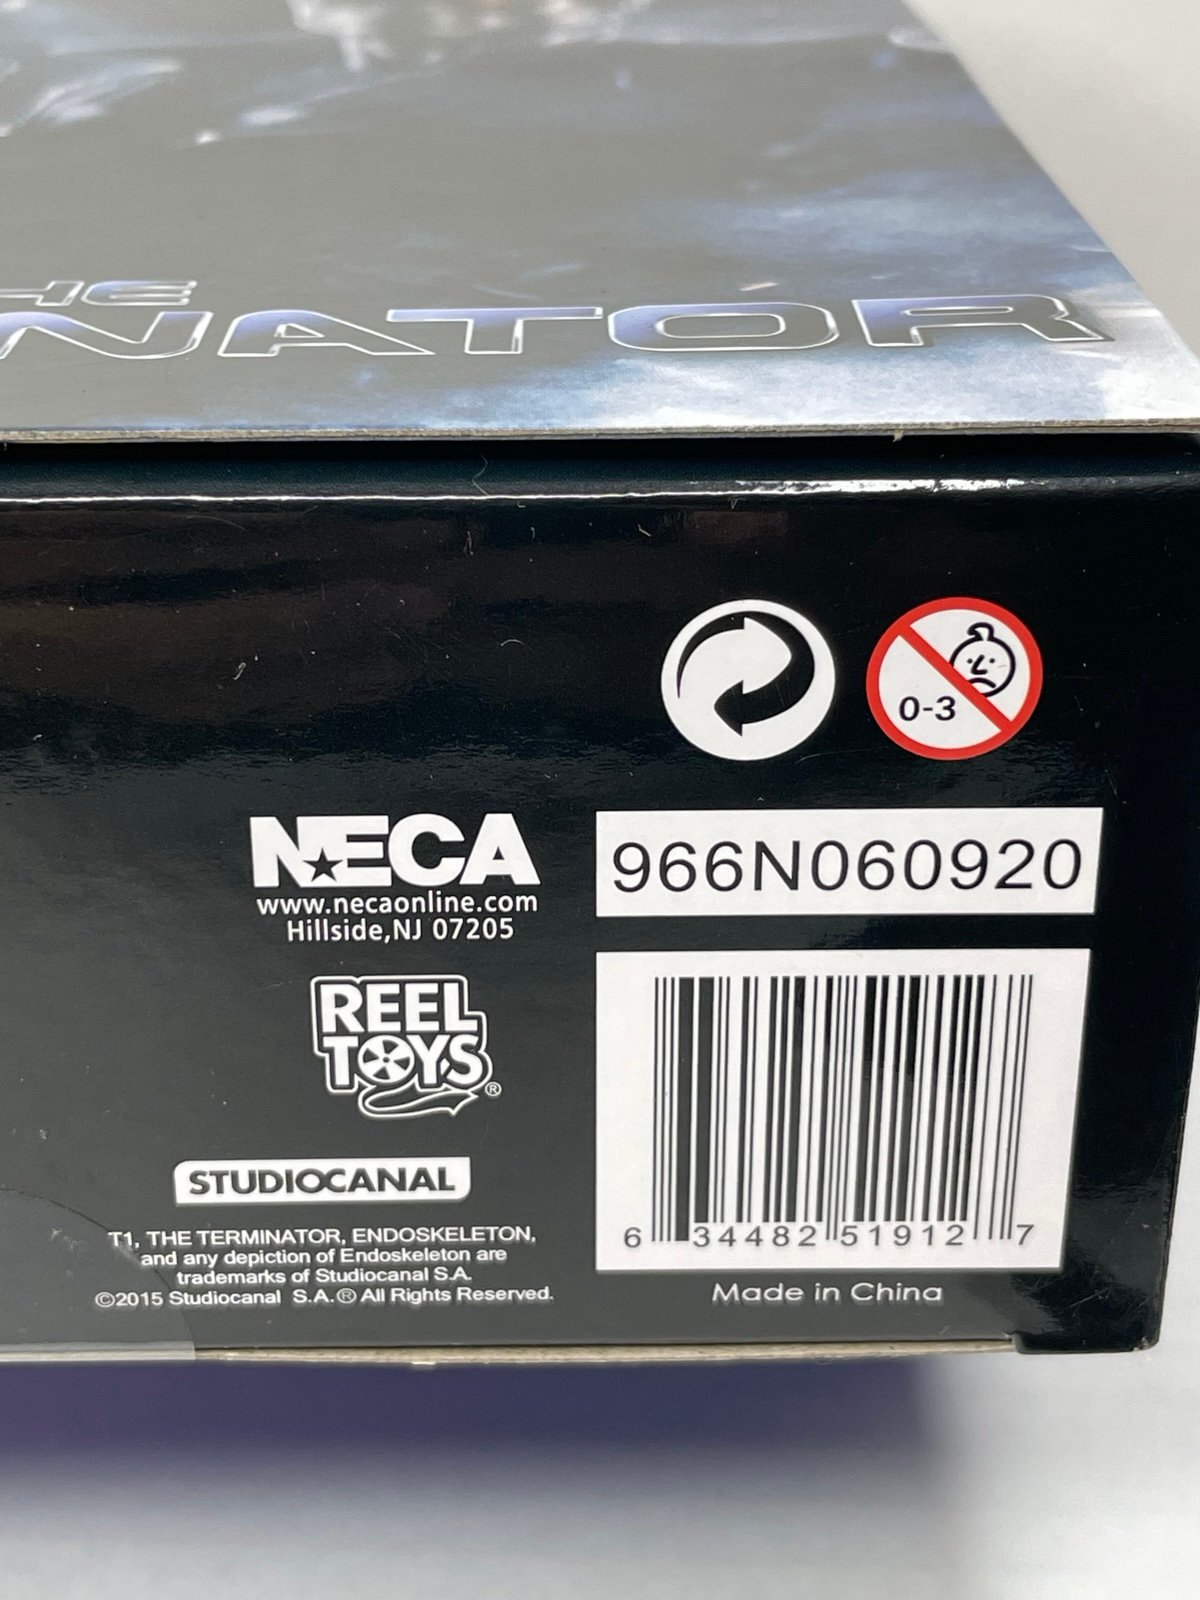 HE
NATOR
0-3
NECA
www.necaonline.com
Hillside,NJ 07205
966N060920
REEL
TOYS®
STUDIOCANAL
T1, THE TERMINATOR, ENDOSKELETON,
and any depiction of Endoskeleton are
trademarks of Studiocanal S.A.
©2015 Studiocanal S.A.® All Rights Reserved.
6 34482 51912 7
Made in China